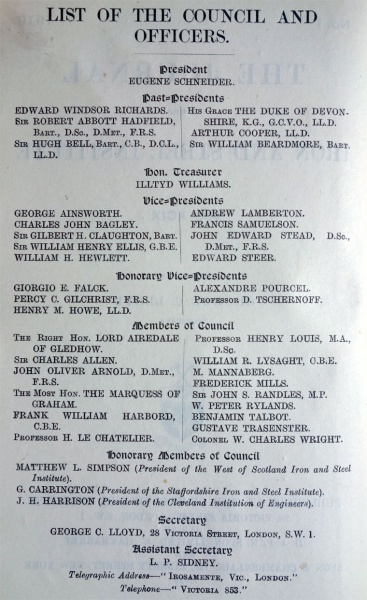 LIST OF THE COUNCIL AND
OFFICERS.
President
EUGENE SCHNEIDER.
Past=Presidents
EDWARD WINDSOR RICHARDS.
SIR ROBERT ABBOTT HADFIELD,
BART., D.Sc., D.MET., F.R.S.
SIR HUGH BELL, BART., C.B., D.C.L.,
LL.D.
HIS GRACE THE DUKE OF DEVON-
SHIRE, K.G., G.C.V.O., LL.D.
ARTHUR COOPER, LL.D.
SIR WILLIAM BEARDMORE, BART.
Hon. Treasurer
ILLTYD WILLIAMS.
Vice=Presidents
GEORGE AINSWORTH.
CHARLES JOHN BAGLEY.
SIR GILBERT H. CLAUGHTON, BART.
SIR WILLIAM HENRY ELLIS, G.B.E.
WILLIAM H. HEWLETT.
ANDREW LAMBERTON.
FRANCIS SAMUELSON.
JOHN EDWARD STEAD, D.Sc.,
D.MET., F.R.S.
EDWARD STEER.
Honorary Vice=Presidents
GIORGIO E. FALCK.
PERCY C. GILCHRIST, F.R.S.
HENRY M. HOWE, LL.D.
ALEXANDRE POURCEL.
PROFESSOR D. TSCHERNOFF.
Members of Council
THE RIGHT HON. LORD AIREDALE
OF GLEDHOW.
SIR CHARLES ALLEN.
JOHN OLIVER ARNOLD, D.MET.,
F.R.S.
THE MOST HON. THE MARQUESS OF
GRAHAM.
FRANK WILLIAM HARBORD,
C.B.E.
PROFESSOR H. LE CHATELIER.
PROFESSOR HENRY LOUIS, M.A.,
D.Sc.
WILLIAM R. LYSAGHT, C.B.E.
M. MANNABERG.
FREDERICK MILLS.
SIR JOHN S. RANDLES, M.P.
W. PETER RYLANDS.
BENJAMIN TALBOT.
GUSTAVE TRASENSTER.
COLONEL W. CHARLES WRIGHT.
Honorary Members of Council
MATTHEW L. SIMPSON (President of the West of Scotland Iron and Steel
Institute).
G. CARRINGTON (President of the Staffordshire Iron and Steel Institute).
J. H. HARRISON (President of the Cleveland Institution of Engineers).
Secretary
GEORGE C. LLOYD, 28 VICTORIA STREET, LONDON, S.W. 1.
Assistant Secretary
L. P. SIDNEY.
Telegraphic Address—"IROSAMENTE, VIC., LONDON."
Telephone—"VICTORIA 853."